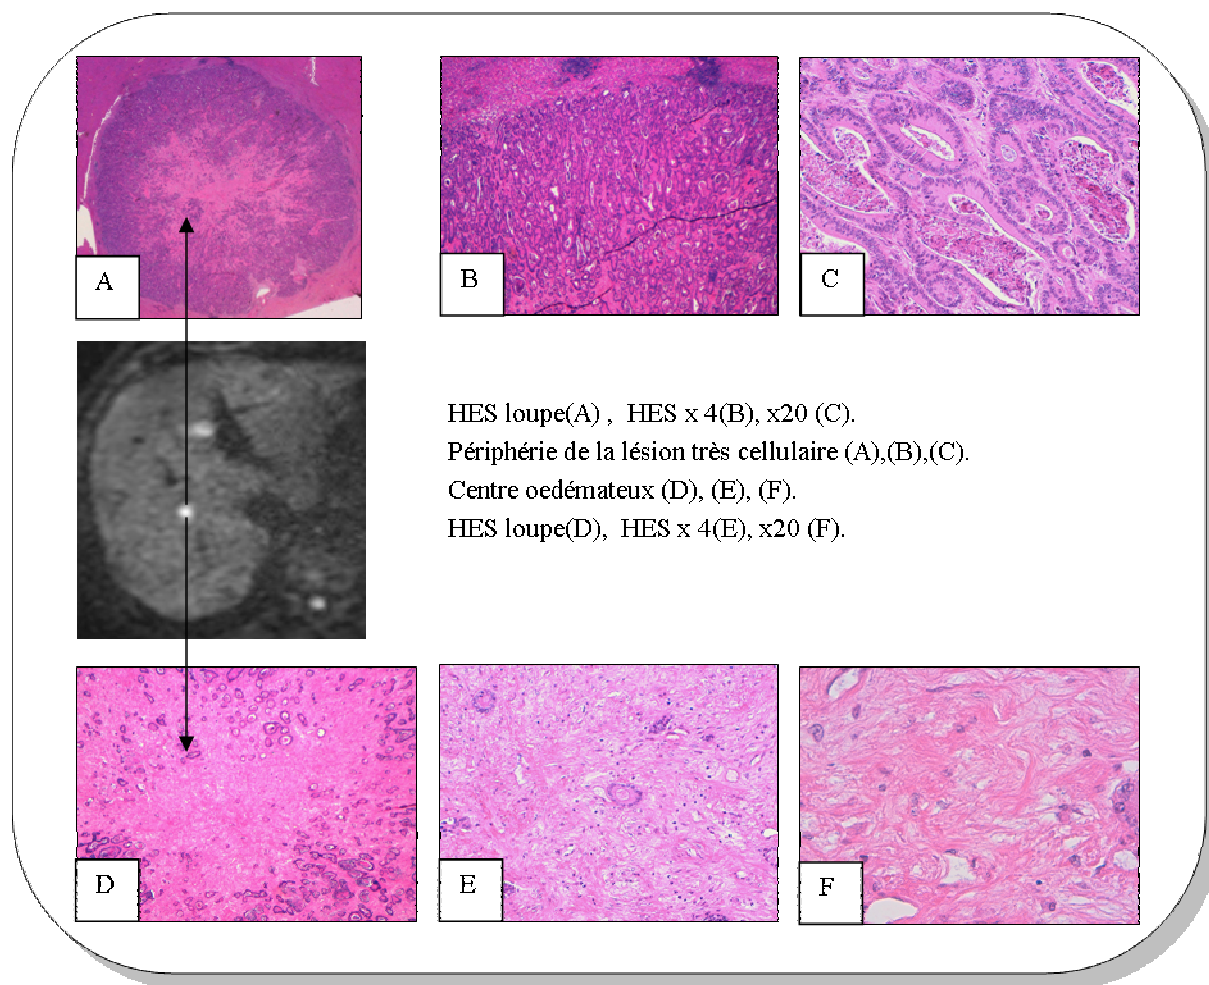 A
B
C
HES loupe(A) , HES x 4(B), x20 (C).
Périphérie de la lésion très cellulaire (A),(B),(C).
Centre oedémateux (D), (E), (F).
HES loupe(D), HES x 4(E), x20 (F).
D
E
F